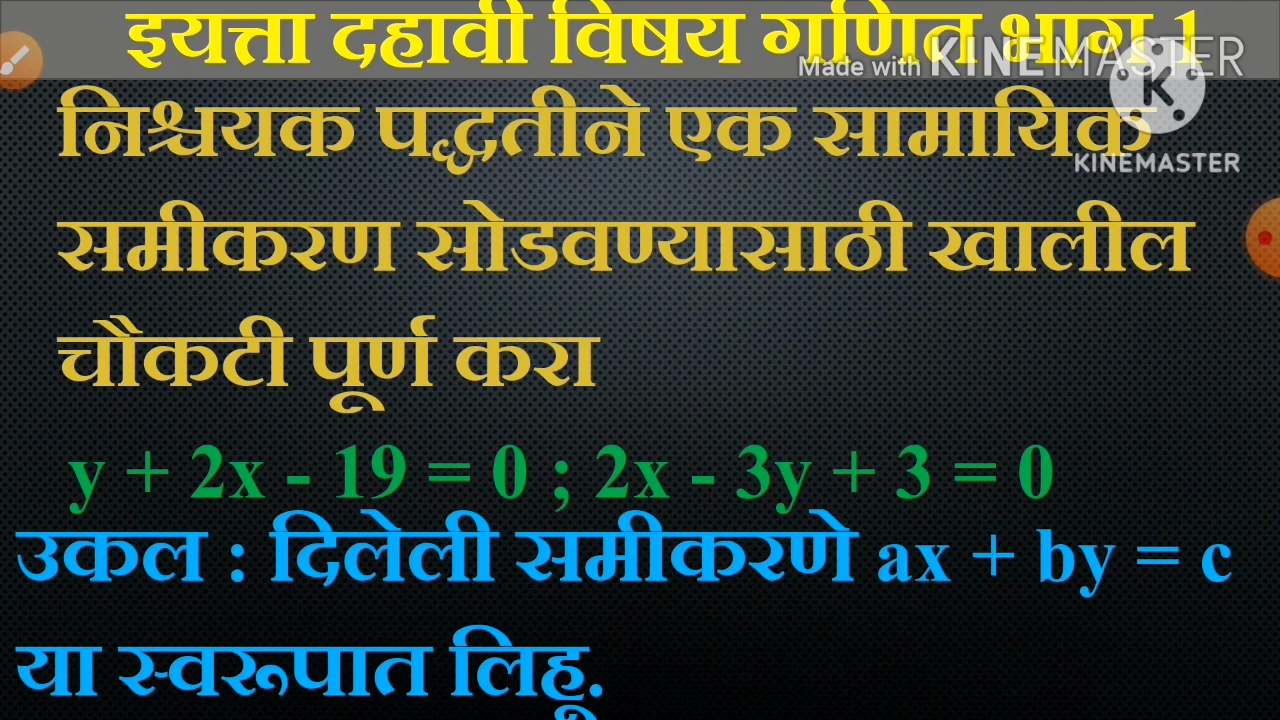 इयत्ता दहावी विषय गणित भाग 1
Made with KINEMASTER
निश्चयक पद्धतीने एक सामायिक
KINEMASTER
समीकरण सोडवण्यासाठी खालील
चौकटी पूर्ण करा
y + 2x - 19 = 0 ; 2x - 3y + 3 = 0
उकल : दिलेली समीकरणे ax + by = c
या स्वरूपात लिहू.